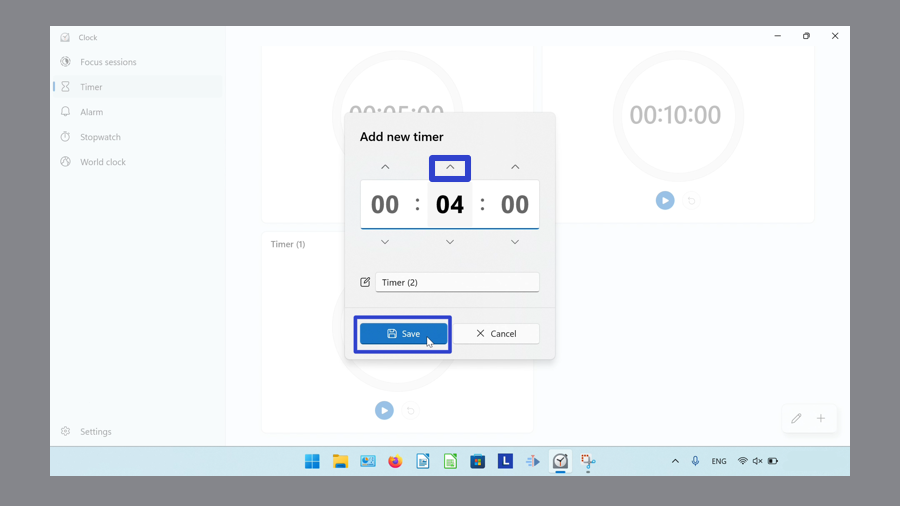 Clock
Focus sessions
Timer
Alarm
Stopwatch
World clock
Settings
00:05:00
00:10:00
Timer (1)
Add new timer
00 : 04 : 00
Timer (2)
Save
Cancel
L
ENG